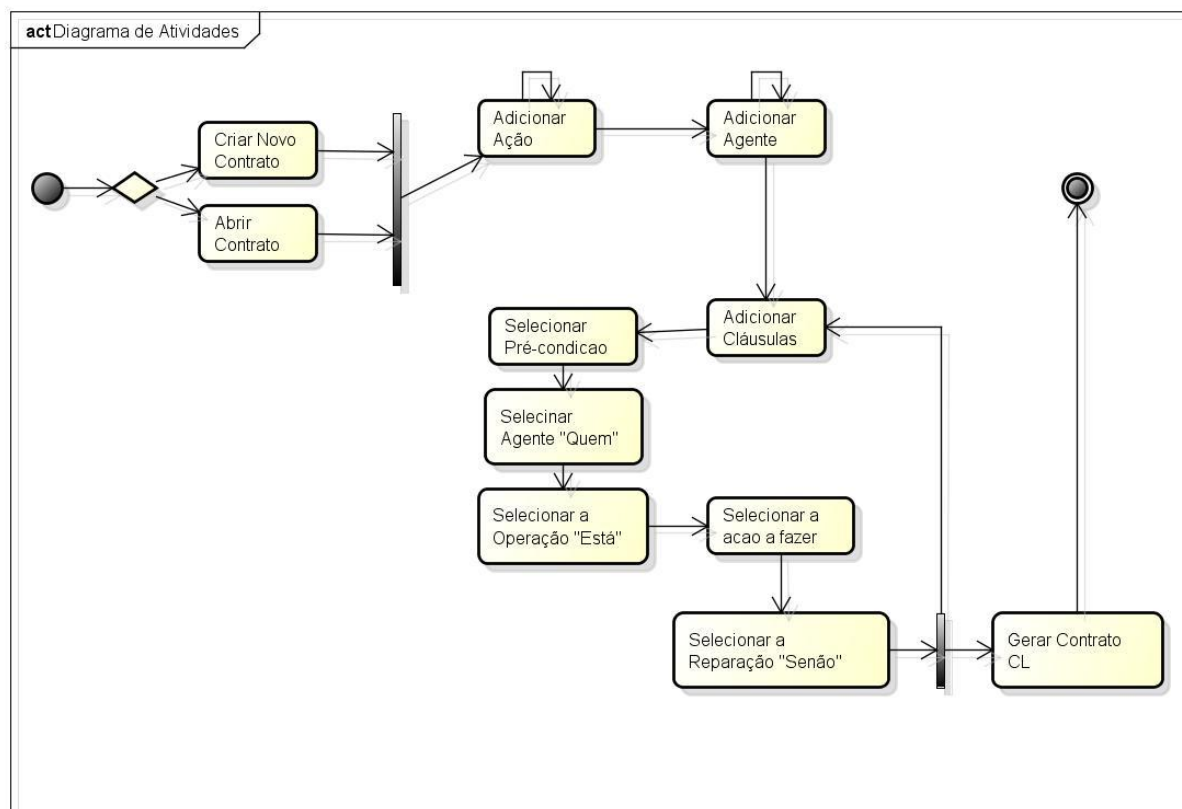 act Diagrama de Atividades
Criar Novo
Contrato
Abrir
Contrato
Adicionar
Ação
Adicionar
Agente
Adicionar
Cláusulas
Selecionar
Pré-condicao
Selecinar
Agente "Quem"
Selecionar a
Operação "Está"
Selecionar a
acao a fazer
Selecionar a
Reparação "Senão"
Gerar Contrato
CL